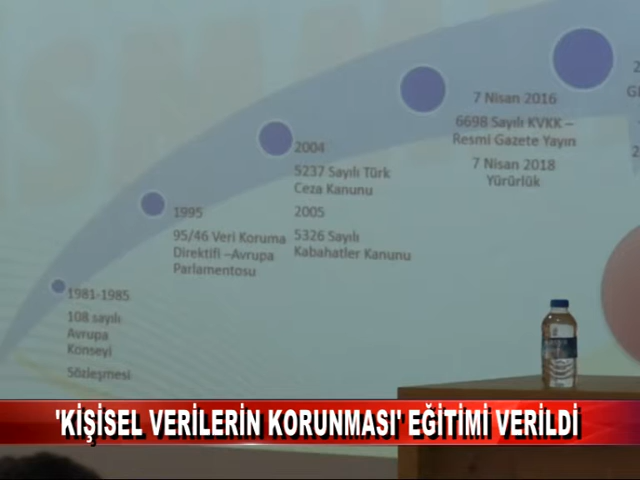 1981-1985
108 sayılı
Avrupa
Konseyi
Sözleşmesi
1995
95/46 Veri Koruma
Direktifi –Avrupa
Parlamentosu
2004
5237 Sayılı Türk
Ceza Kanunu
2005
5326 Sayılı
Kabahatler Kanunu
7 Nisan 2016
6698 Sayılı KVKK –
Resmi Gazete Yayın
7 Nisan 2018
Yürürlük
'KİŞİSEL VERİLERİN KORUNMASI' EĞİTİMİ VERİLDİ